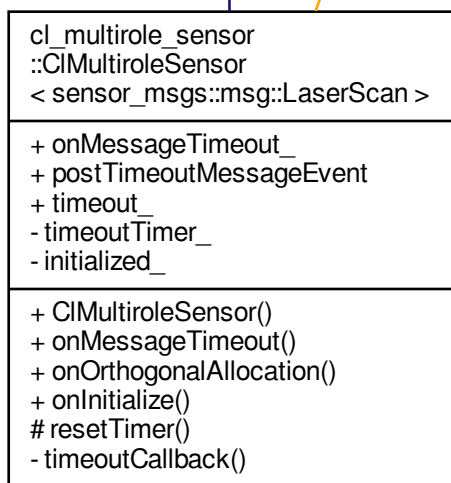 cl_multirole_sensor
::ClMultiroleSensor
< sensor_msgs::msg::LaserScan >
+ onMessageTimeout_
+ postTimeoutMessageEvent
+ timeout_
- timeoutTimer_
- initialized_
+ ClMultiroleSensor()
+ onMessageTimeout()
+ onOrthogonalAllocation()
+ onInitialize()
# resetTimer()
- timeoutCallback()